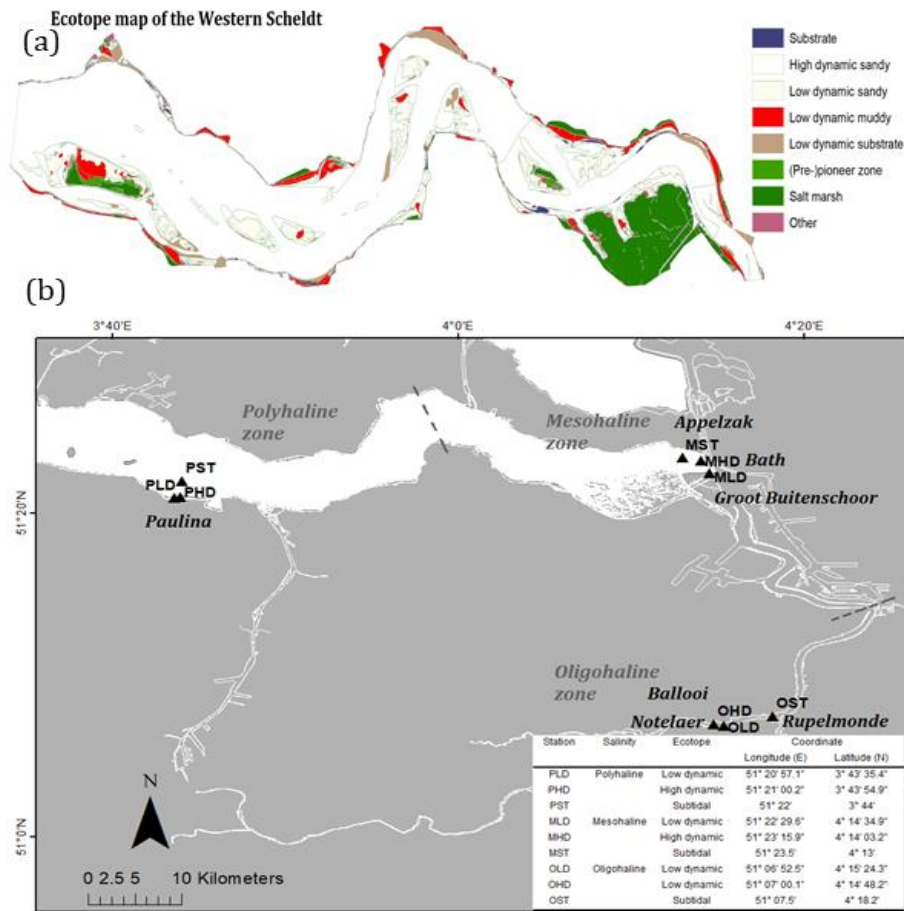 Ecotope map of the Western Scheldt
(a)
Substrate
High dynamic sandy
Low dynamic sandy
Low dynamic muddy
Low dynamic substrate
(Pre-)pioneer zone
Salt marsh
Other
(b)
3°40'E 4°0'E 4°20'E
Polyhaline
zone
Mesohaline
zone
Appelzak
MST
MHD Bath
MLD
Groot Buitenschoor
PST
PLD PHD
Paulina
51°20'N
Oligohaline
zone
Ballooi
OHD OST
Notelaer OLD Rupelmonde
51°0'N
N
0 2.5 5 10 Kilometers
Station Salinity Ecotope Coordinate
Longitude (E) Latitude (N)
PLD Polyhaline Low dynamic 51° 20' 57.1" 3° 43' 35.4"
PHD High dynamic 51° 21' 00.2" 3° 43' 54.9"
PST Subtidal 51° 22' 3° 44'
MLD Mesohaline Low dynamic 51° 22' 29.6" 4° 14' 34.9"
MHD High dynamic 51° 23' 15.9" 4° 14' 03.2"
MST Subtidal 51° 23.5' 4° 13'
OLD Oligohaline Low dynamic 51° 06' 52.5" 4° 15' 24.3"
OHD Low dynamic 51° 07' 00.1" 4° 14' 48.2"
OST Subtidal 51° 07.5' 4° 18.2'